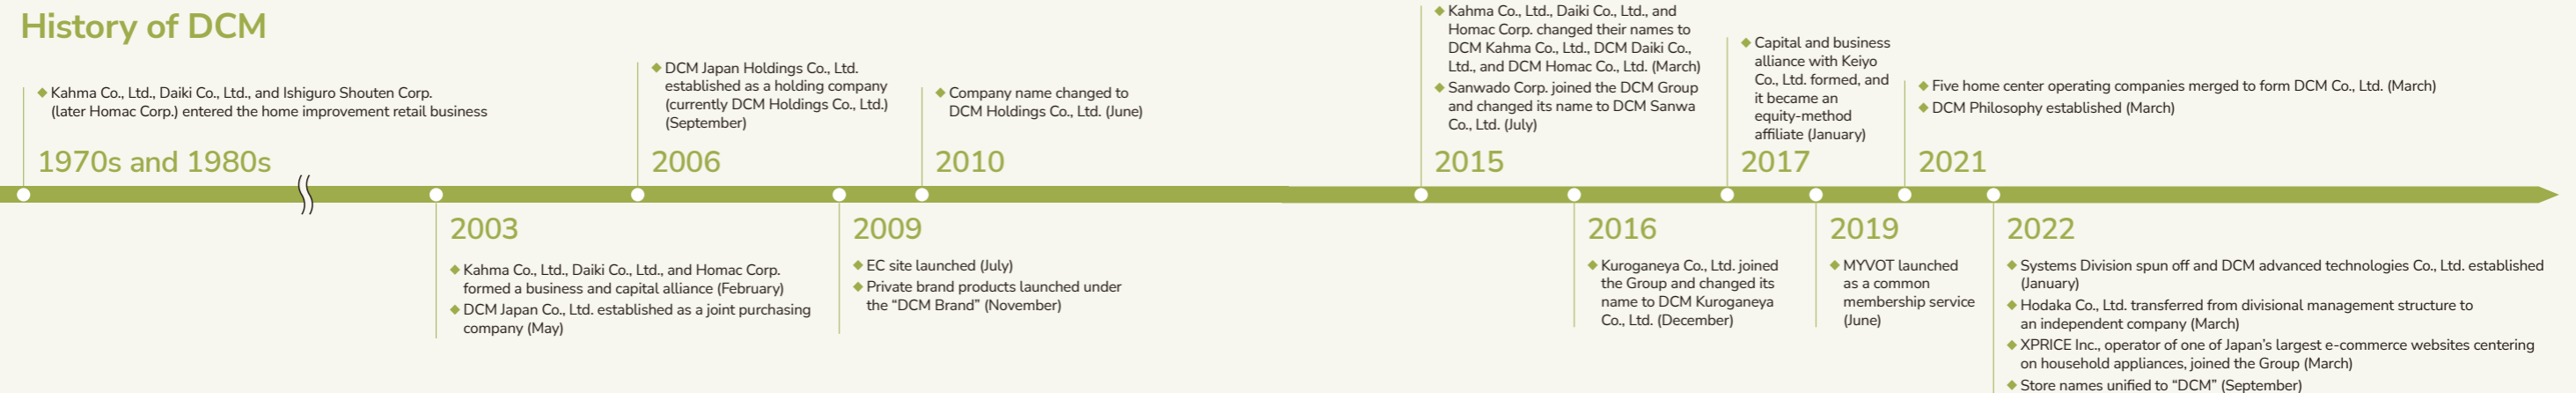 History of DCM
◆ Kahma Co., Ltd., Daiki Co., Ltd., and Ishiguro Shouten Corp.
(later Homac Corp.) entered the home improvement retail business
1970s and 1980s
2003
◆ Kahma Co., Ltd., Daiki Co., Ltd., and Homac Corp.
formed a business and capital alliance (February)
◆ DCM Japan Co., Ltd. established as a joint purchasing
company (May)
◆ DCM Japan Holdings Co., Ltd.
established as a holding company
(currently DCM Holdings Co., Ltd.)
(September)
2006
2009
◆ EC site launched (July)
◆ Private brand products launched under
the “DCM Brand” (November)
◆ Company name changed to
DCM Holdings Co., Ltd. (June)
2010
◆ Kahma Co., Ltd., Daiki Co., Ltd., and
Homac Corp. changed their names to
DCM Kahma Co., Ltd., DCM Daiki Co.,
Ltd., and DCM Homac Co., Ltd. (March)
◆ Sanwado Corp. joined the DCM Group
and changed its name to DCM Sanwa
Co., Ltd. (July)
2015
2016
◆ Kuroganeya Co., Ltd. joined
the Group and changed its
name to DCM Kuroganeya
Co., Ltd. (December)
◆ Capital and business
alliance with Keiyo
Co., Ltd. formed, and
it became an
equity-method
affiliate (January)
2017
2019
◆ MYVOT launched
as a common
membership service
(June)
◆ Five home center operating companies merged to form DCM Co., Ltd. (March)
◆ DCM Philosophy established (March)
2021
2022
◆ Systems Division spun off and DCM advanced technologies Co., Ltd. established
(January)
◆ Hodaka Co., Ltd. transferred from divisional management structure to
an independent company (March)
◆ XPRICE Inc., operator of one of Japan’s largest e-commerce websites centering
on household appliances, joined the Group (March)
◆ Store names unified to “DCM” (September)